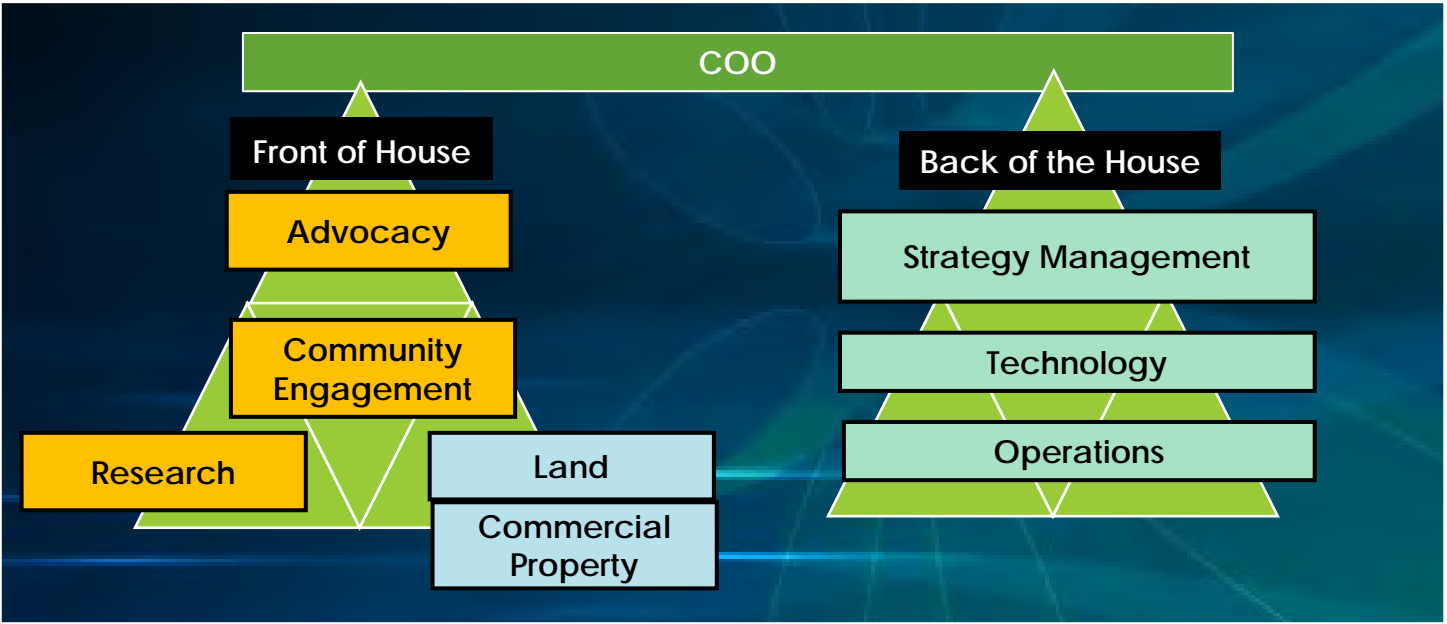 COO
Front of House
Advocacy
Community
Engagement
Research
Land
Commercial
Property
Back of the House
Strategy Management
Technology
Operations